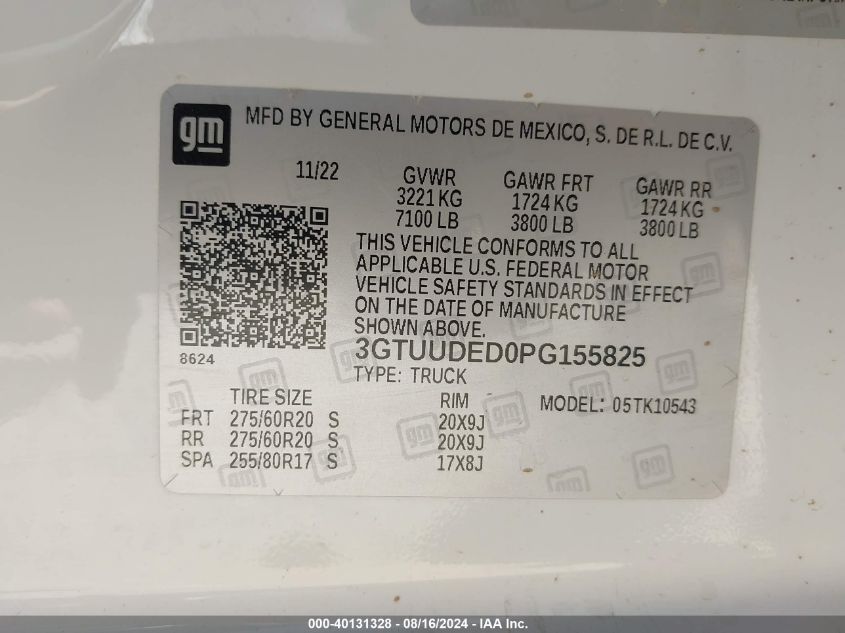 gm
MFD BY GENERAL MOTORS DE MEXICO, S. DE R.L. DE C.V.
11/22
GVWR GAWR FRT GAWR RR
3221 KG 1724 KG 1724 KG
7100 LB 3800 LB 3800 LB
THIS VEHICLE CONFORMS TO ALL
APPLICABLE U.S. FEDERAL MOTOR
VEHICLE SAFETY STANDARDS IN EFFECT
ON THE DATE OF MANUFACTURE
SHOWN ABOVE.
8624
3GTUUDED0PG155825
TYPE: TRUCK
TIRE SIZE RIM MODEL: 05TK10543
FRT 275/60R20 S 20X9J
RR 275/60R20 S 20X9J
SPA 255/80R17 S 17X8J
000-40131328 - 08/16/2024 - IAA Inc.